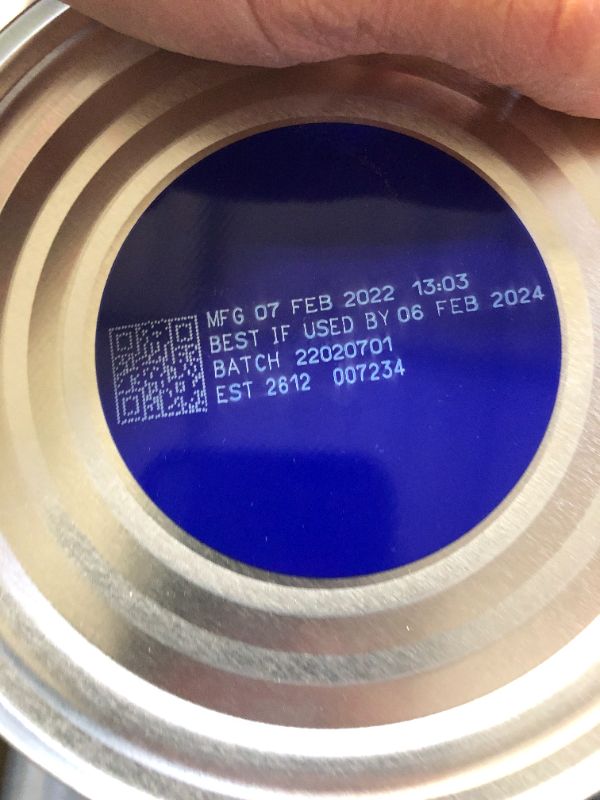 MFG 07 FEB 2022 13:03
BEST IF USED BY 06 FEB 2024
BATCH 22020701
EST 2612 007234